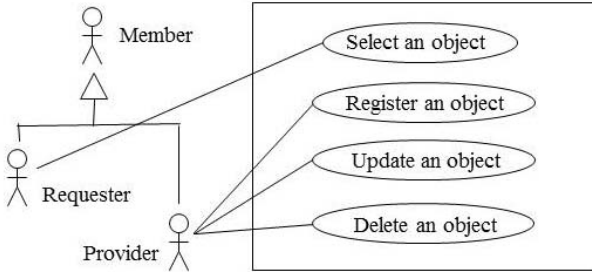 Member
Select an object
Register an object
Update an object
Requester
Delete an object
Provider